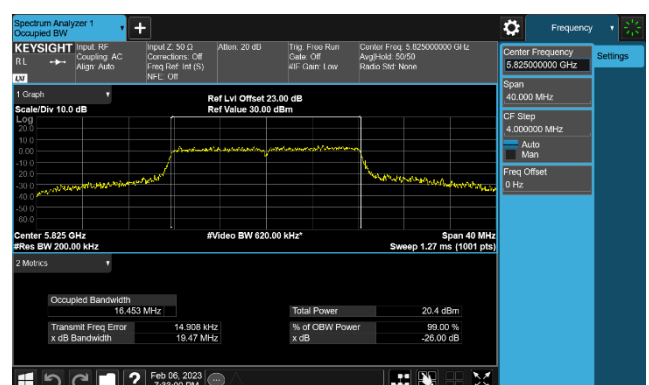 Spectrum Analyzer 1
Occupied BW
Frequency
KEYSIGHT
RL
LXI
Input: RF
Coupling: AC
Align: Auto
Input Z: 50 Ω
Corrections: Off
Freq Ref: Int (S)
NFE: Off
Atten: 20 dB
Trig: Free Run
Gate: Off
#IF Gain: Low
Center Freq: 5.825000000 GHz
Avg|Hold: 50/50
Radio Std: None
Center Frequency
5.825000000 GHz
Settings
Span
40.000 MHz
CF Step
4.000000 MHz
Auto
Man
Freq Offset
0 Hz
1 Graph
Scale/Div 10.0 dB
Ref Lvl Offset 23.00 dB
Ref Value 30.00 dBm
Log
20.0
10.0
0.00
-10.0
-20.0
-30.0
-40.0
-50.0
-60.0
Center 5.825 GHz
#Res BW 200.00 kHz
#Video BW 620.00 kHz*
Span 40 MHz
Sweep 1.27 ms (1001 pts)
2 Metrics
Occupied Bandwidth
16.453 MHz
Total Power 20.4 dBm
Transmit Freq Error 14.908 kHz
% of OBW Power 99.00 %
x dB Bandwidth 19.47 MHz
x dB -26.00 dB
?
Feb 06, 2023
7:33:00 PM